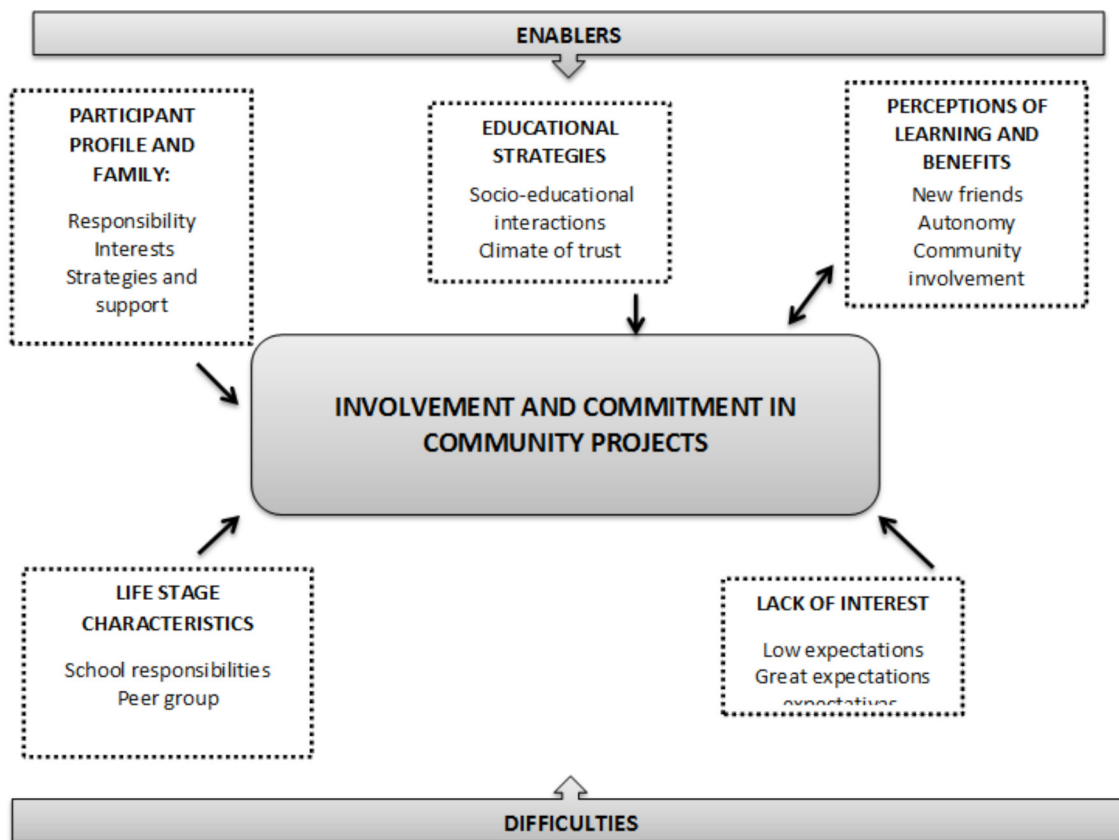 ENABLERS
PARTICIPANT
PROFILE AND
FAMILY:
Responsibility
Interests
Strategies and
support
EDUCATIONAL
STRATEGIES
Socio-educational
interactions
Climate of trust
PERCEPTIONS OF
LEARNING AND
BENEFITS
New friends
Autonomy
Community
involvement
INVOLVEMENT AND COMMITMENT IN
COMMUNITY PROJECTS
LIFE STAGE
CHARACTERISTICS
School responsibilities
Peer group
LACK OF INTEREST
Low expectations
Great expectations
expectativas
DIFFICULTIES